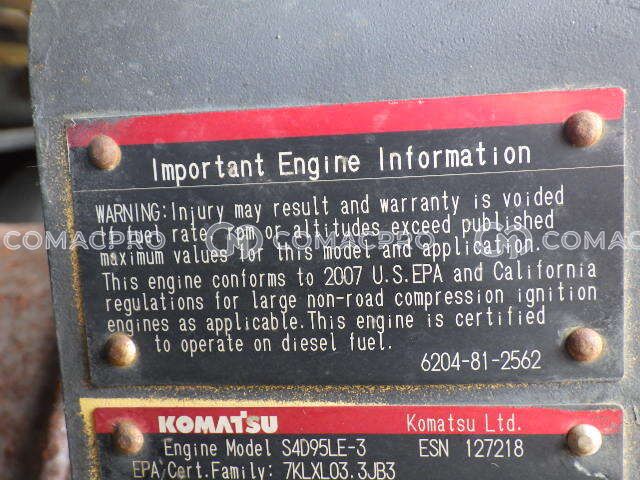 Important Engine Information
WARNING: Injury may result and warranty is voided
if fuel rate, rpm or altitudes exceed published
maximum values for this model and application.
This engine conforms to 2007 U.S.EPA and California
regulations for large non-road compression ignition
engines as applicable. This engine is certified
to operate on diesel fuel.
6204-81-2562
COMACPRO COMACPRO COMAC
KOMATSU Komatsu Ltd.
Engine Model S4D95LE-3 ESN 127218
EPA Cert. Family: 7KLXL03.3JB3